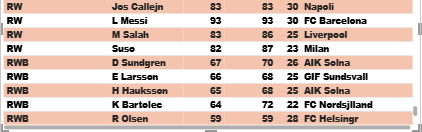 RW Jos Callejn 83 83 30 Napoli
RW L Messi 93 93 30 FC Barcelona
RW M Salah 83 86 25 Liverpool
RW Suso 82 87 23 Milan
RWB D Sundgren 67 70 26 AIK Solna
RWB E Larsson 66 68 25 GIF Sundsvall
RWB H Hauksson 65 68 25 AIK Solna
RWB K Bartolec 64 72 22 FC Nordsjlland
RWB R Olsen 59 59 28 FC Helsingr